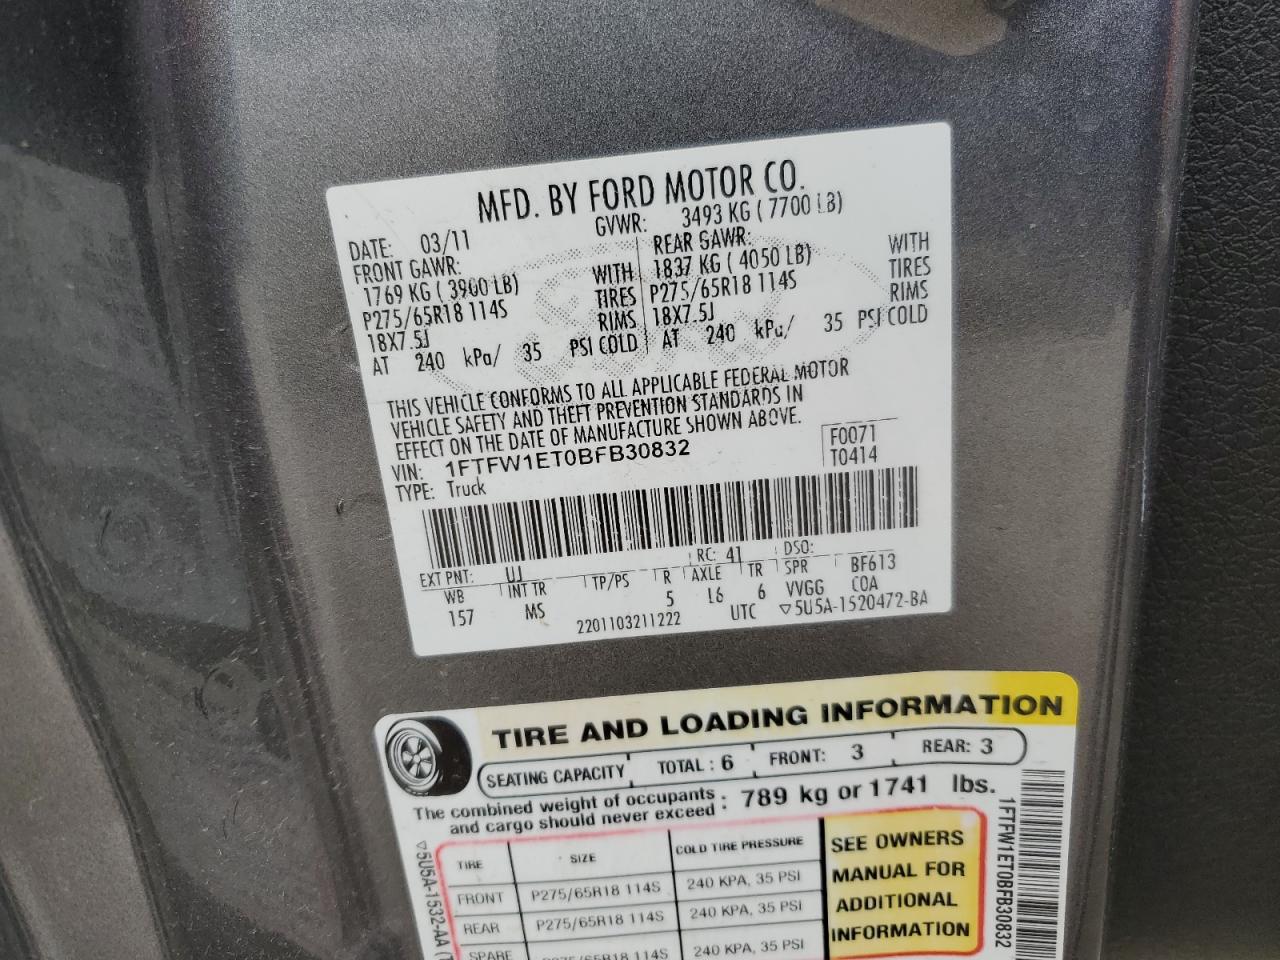 MFD. BY FORD MOTOR CO.
DATE: 03/11 GVWR: 3493 KG ( 7700 LB)
FRONT GAWR: REAR GAWR:
1769 KG ( 3900 LB) WITH 1837 KG ( 4050 LB) WITH
P275/65R18 114S TIRES P275/65R18 114S TIRES
18X7.5J RIMS 18X7.5J RIMS
AT 240 kPa/ 35 PSI COLD AT 240 kPa/ 35 PSI COLD
THIS VEHICLE CONFORMS TO ALL APPLICABLE FEDERAL MOTOR
VEHICLE SAFETY AND THEFT PREVENTION STANDARDS IN
EFFECT ON THE DATE OF MANUFACTURE SHOWN ABOVE.
VIN: 1FTFW1ET0BFB30832 F0071
TYPE: Truck T0414
EXT PNT: UJ RC: 41 DSO:
WB INT TR TP/PS R AXLE TR SPR BF613
157 MS 5 L6 6 VVGG COA
2201103211222 UTC ▽5U5A-1520472-BA
TIRE AND LOADING INFORMATION
SEATING CAPACITY TOTAL : 6 FRONT: 3 REAR: 3
The combined weight of occupants and cargo should never exceed : 789 kg or 1741 lbs.
TIRE SIZE COLD TIRE PRESSURE
FRONT P275/65R18 114S 240 KPA, 35 PSI
REAR P275/65R18 114S 240 KPA, 35 PSI
SPARE P275/65R18 114S 240 KPA, 35 PSI
SEE OWNERS
MANUAL FOR
ADDITIONAL
INFORMATION
▽5U5A-1532-AA (T
1FTFW1ET0BFB30832